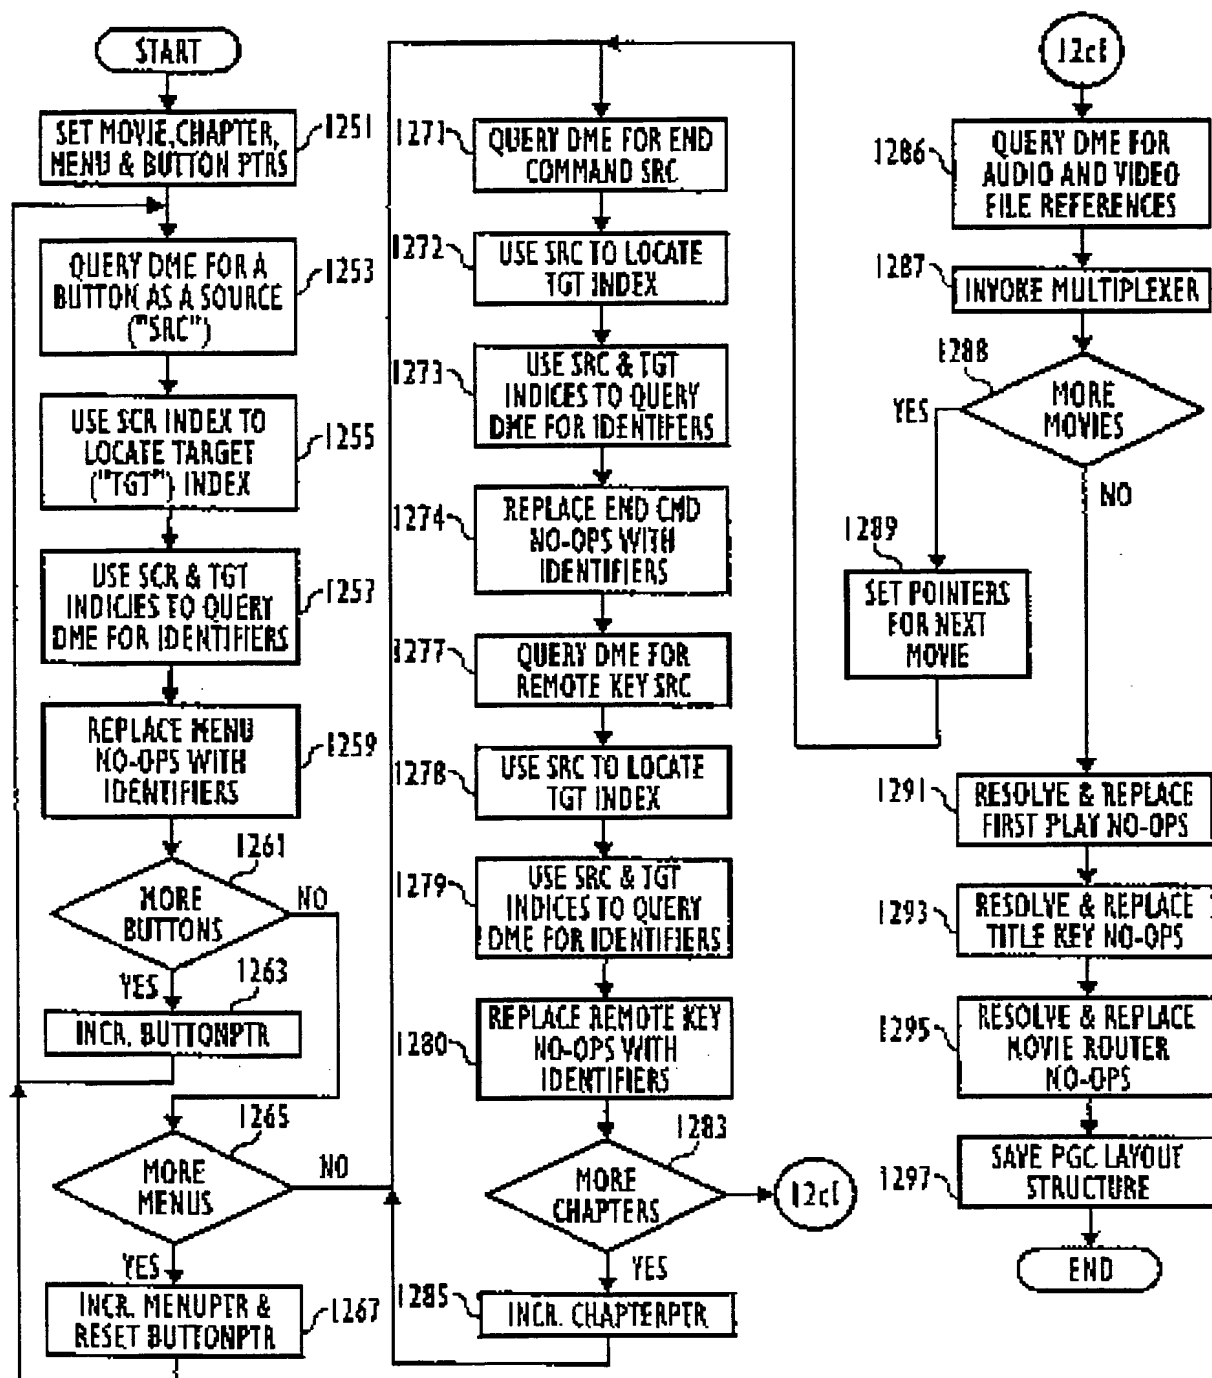 START
SET MOVIE, CHAPTER,
MENU & BUTTON PTRS
1251
QUERY DME FOR A
BUTTON AS A SOURCE
("SRC")
1253
USE SCR INDEX TO
LOCATE TARGET
("TGT") INDEX
1255
USE SCR & TGT
INDICIES TO QUERY
DME FOR IDENTIFIERS
1257
REPLACE MENU
NO-OPS WITH
IDENTIFIERS
1259
1261
MORE
BUTTONS
NO
YES
1263
INCR. BUTTONPTR
1265
MORE
MENUS
NO
YES
INCR. MENUPTR &
RESET BUTTONPTR
1267
1271
QUERY DME FOR END
COMMAND SRC
1272
USE SRC TO LOCATE
TGT INDEX
1273
USE SRC & TGT
INDICES TO QUERY
DME FOR IDENTIFERS
1274
REPLACE END CMD
NO-OPS WITH
IDENTIFIERS
1277
QUERY DME FOR
REMOTE KEY SRC
1278
USE SRC TO LOCATE
TGT INDEX
1279
USE SRC & TGT
INDICES TO QUERY
DME FOR IDENTIFIERS
1280
REPLACE REMOTE KEY
NO-OPS WITH
IDENTIFIERS
1283
MORE
CHAPTERS
YES
1285
INCR. CHAPTERPTR
1286
QUERY DME FOR
AUDIO AND VIDEO
FILE REFERENCES
1287
INVOKE MULTIPLEXER
1288
MORE
MOVIES
YES
NO
1289
SET POINTERS
FOR NEXT
MOVIE
1291
RESOLVE & REPLACE
FIRST PLAY NO-OPS
1293
RESOLVE & REPLACE
TITLE KEY NO-OPS
1295
RESOLVE & REPLACE
MOVIE ROUTER
NO-OPS
1297
SAVE PGC LAYOUT
STRUCTURE
END